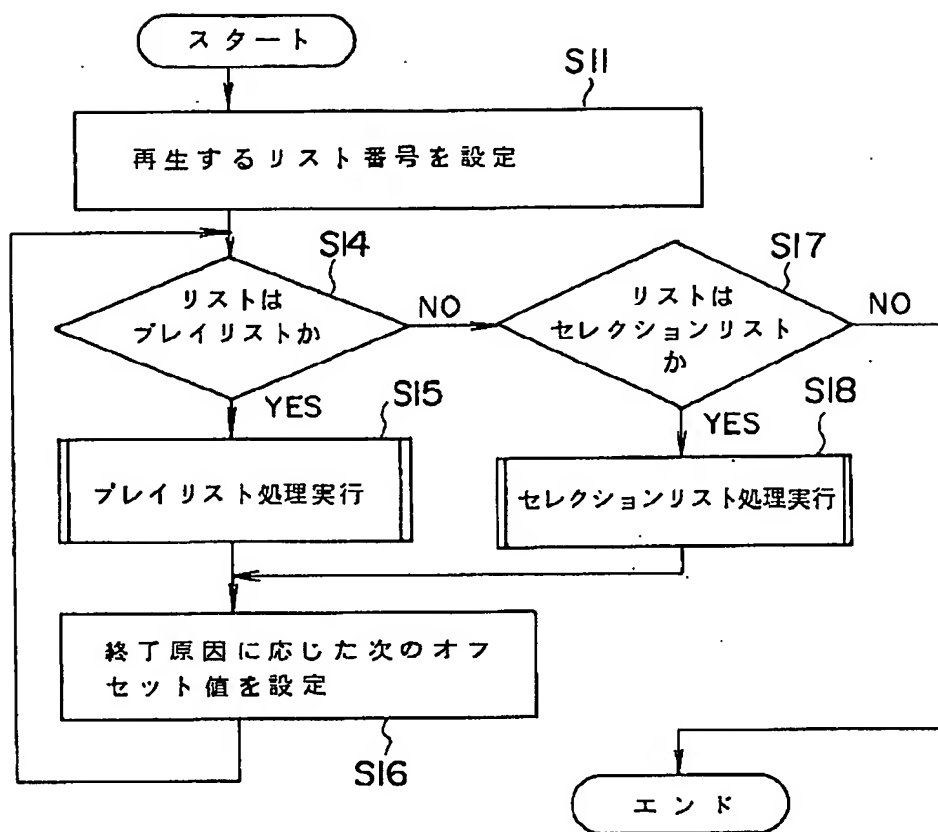 スタート
S11
再生するリスト番号を設定
S14
リストは
プレイリストか
NO
S17
リストは
セレクションリスト
か
NO
YES
S15
プレイリスト処理実行
YES
S18
セレクションリスト処理実行
終了原因に応じた次のオフ
セット値を設定
S16
エンド